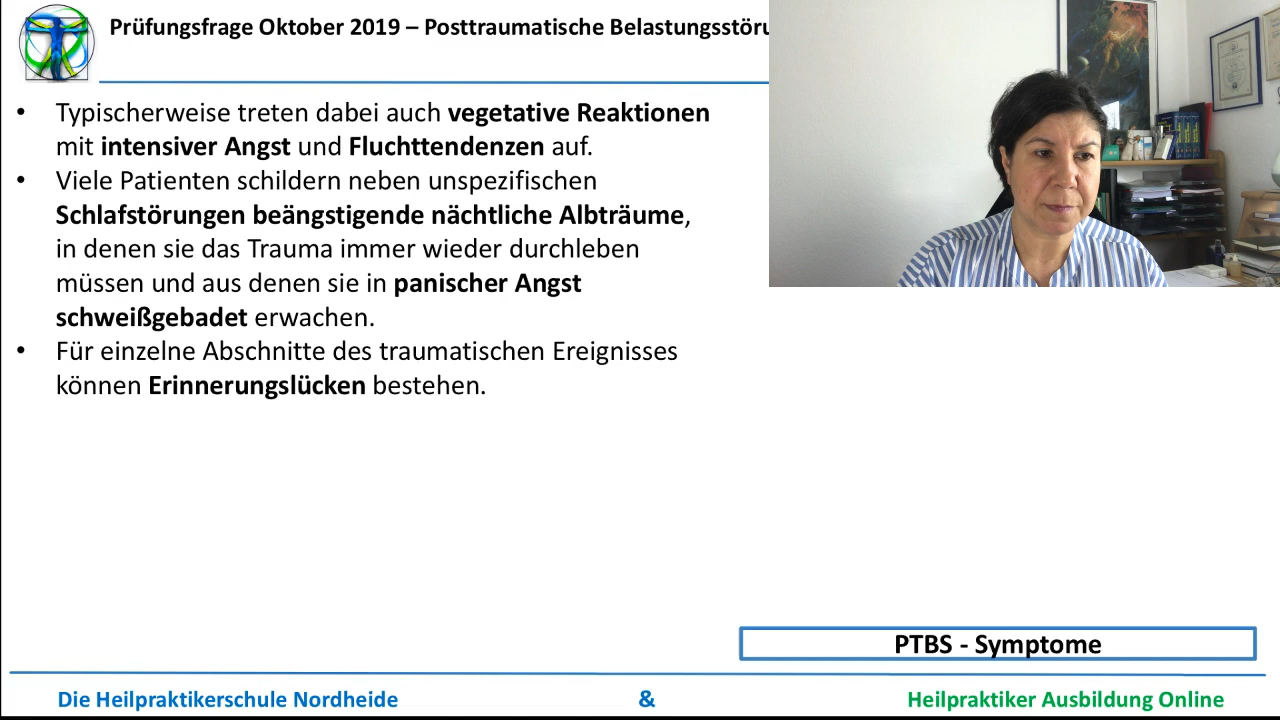 Prüfungsfrage Oktober 2019 – Posttraumatische
• Typischerweise treten dabei auch vegetative Reaktionen
mit intensiver Angst und Fluchttendenzen auf.
• Viele Patienten schildern neben unspezifischen
Schlafstörungen beängstigende nächtliche Albträume,
in denen sie das Trauma immer wieder durchleben
müssen und aus denen sie in panischer Angst
schweißgebadet erwachen.
• Für einzelne Abschnitte des traumatischen Ereignisses
können Erinnerungslücken bestehen.
PTBS - Symptome
Die Heilpraktikerschule Nordheide & Heilpraktiker Ausbildung Online